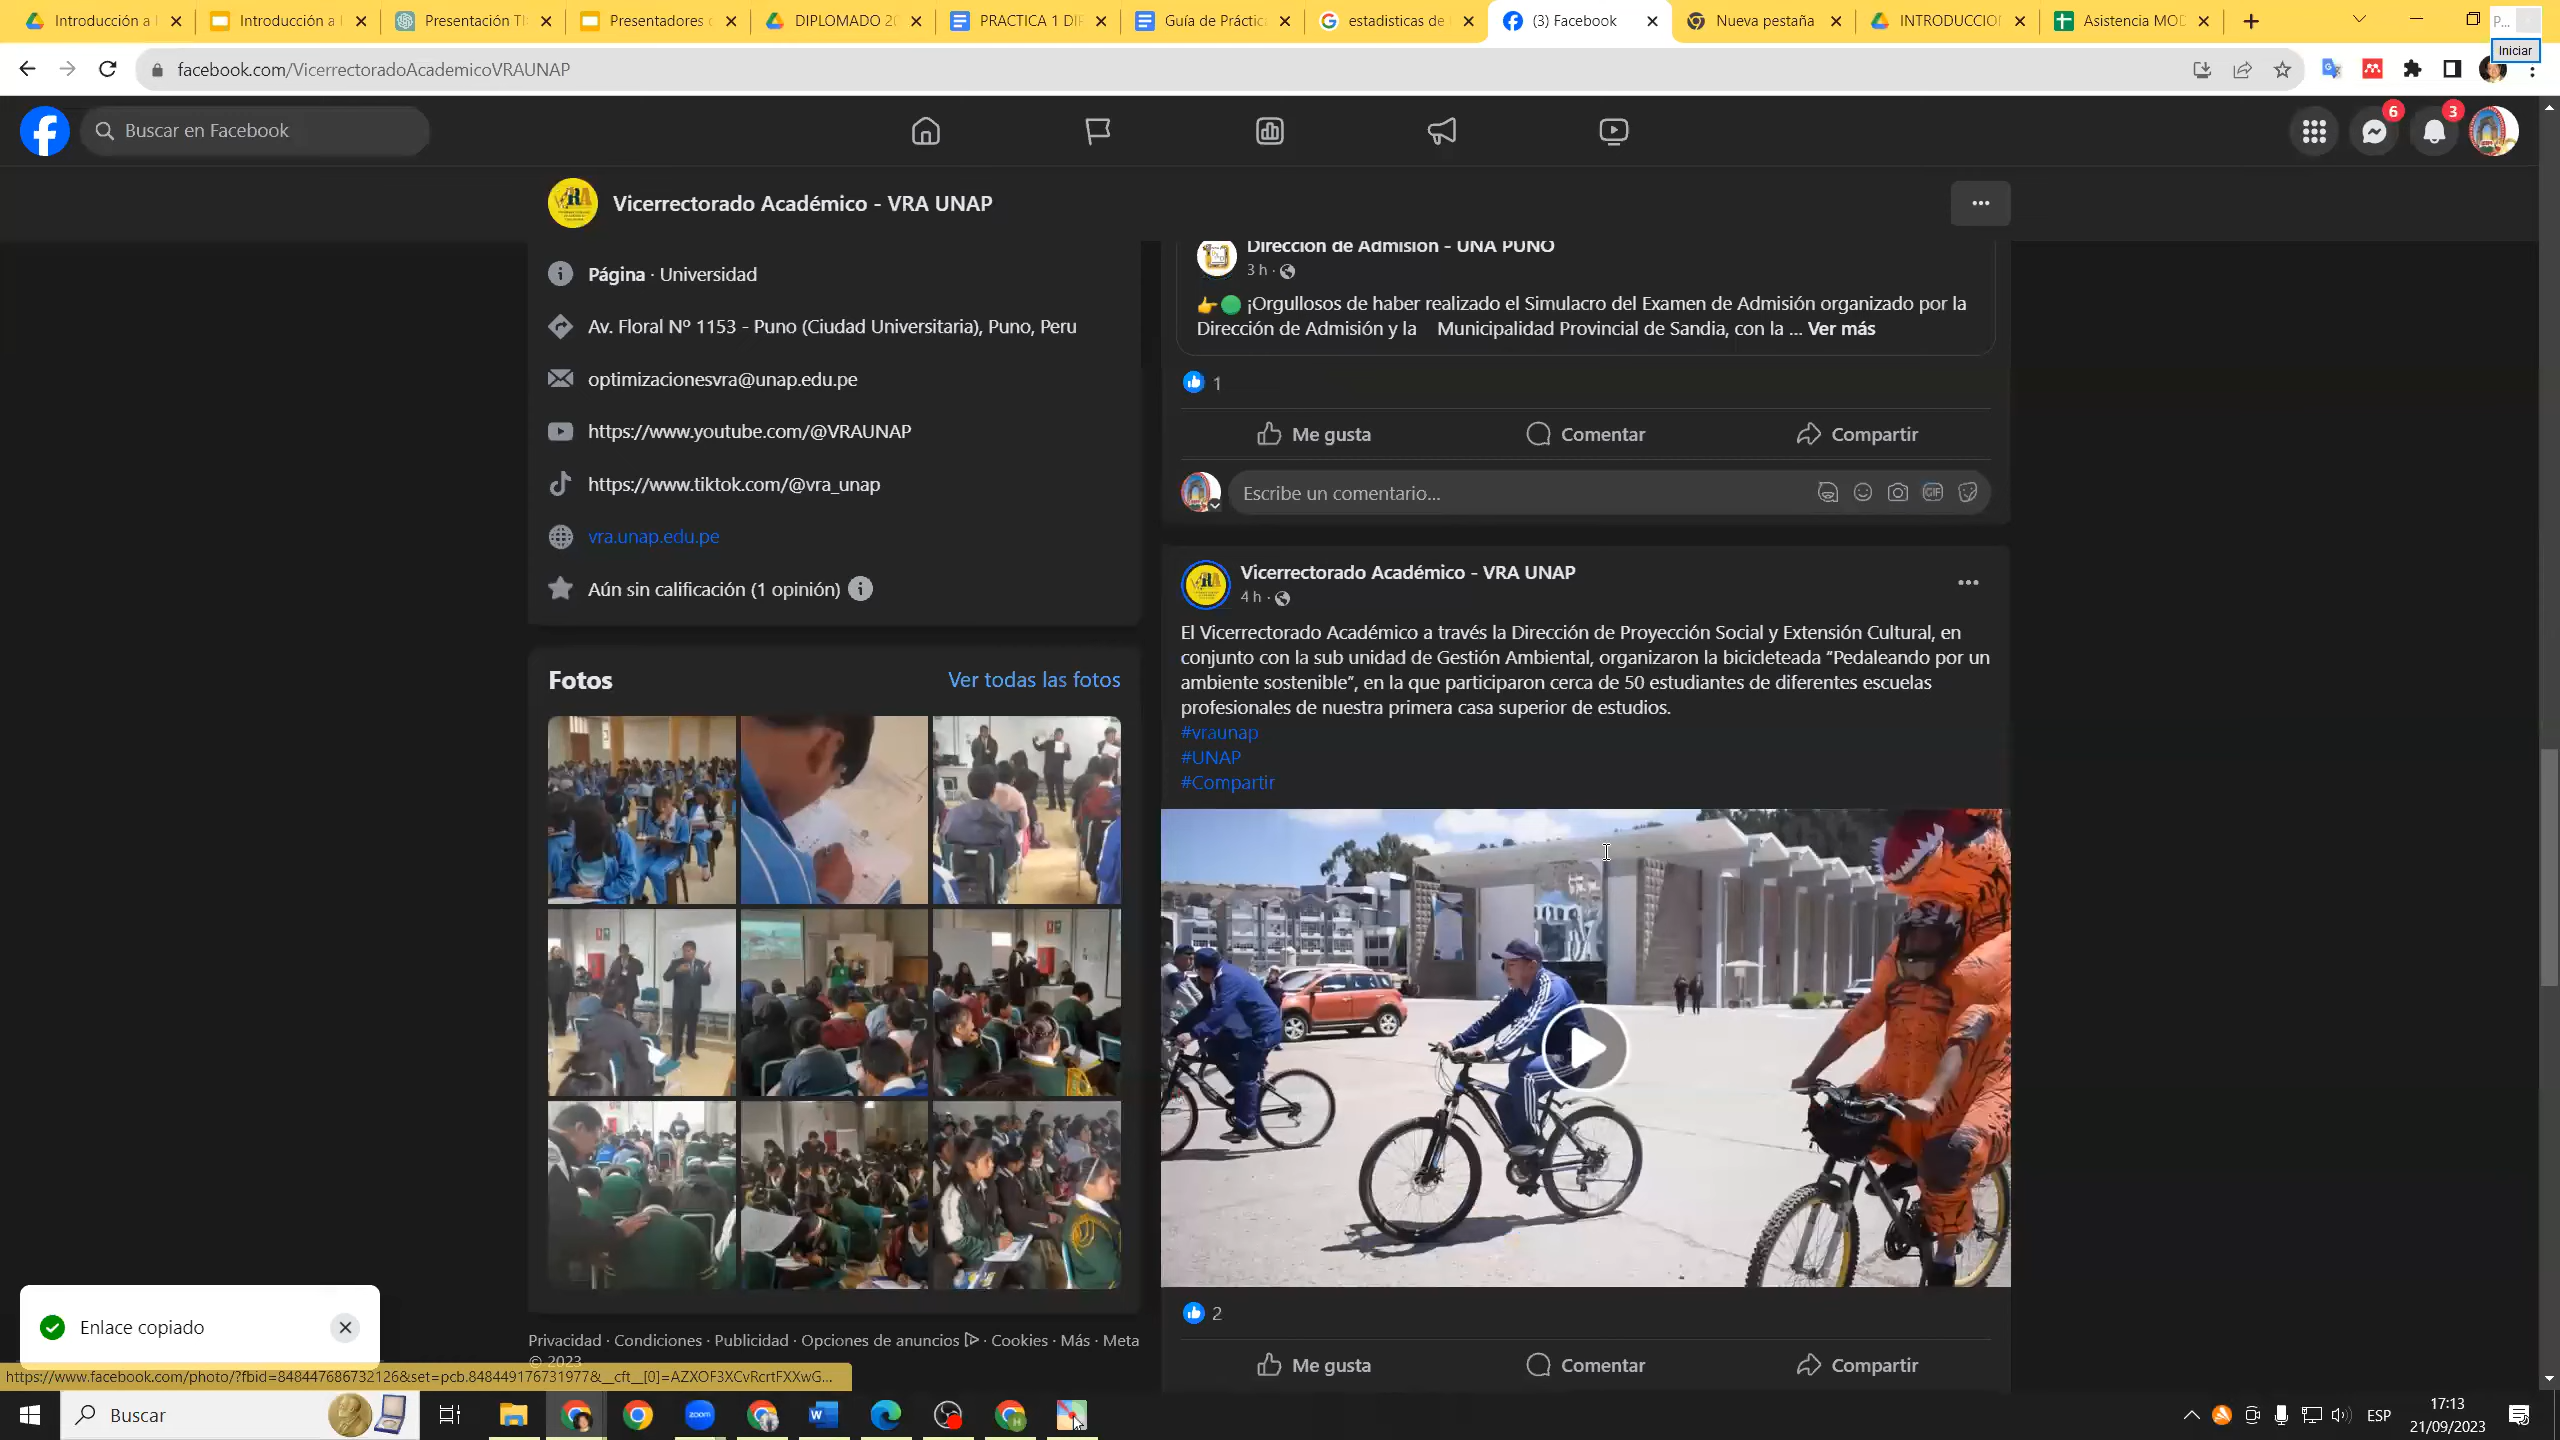 Introducción a l
Introducción a l
Presentación TI
Presentadores
DIPLOMADO 20
PRACTICA 1 DIP
Guía de Práctic
estadisticas de
(3) Facebook
Nueva pestaña
INTRODUCCION
Asistencia MOD
P...
Iniciar
facebook.com/VicerrectoradoAcademicoVRAUNAP
Buscar en Facebook
6
3
Vicerrectorado Académico - VRA UNAP
Página · Universidad
Av. Floral Nº 1153 - Puno (Ciudad Universitaria), Puno, Peru
optimizacionesvra@unap.edu.pe
https://www.youtube.com/@VRAUNAP
https://www.tiktok.com/@vra_unap
vra.unap.edu.pe
Aún sin calificación (1 opinión)
Fotos
Ver todas las fotos
Privacidad · Condiciones · Publicidad · Opciones de anuncios · Cookies · Más · Meta
© 2023
Dirección de Admisión - UNA PUNO
3 h ·
¡Orgullosos de haber realizado el Simulacro del Examen de Admisión organizado por la
Dirección de Admisión y la Municipalidad Provincial de Sandia, con la ... Ver más
1
Me gusta
Comentar
Compartir
Escribe un comentario...
GIF
Vicerrectorado Académico - VRA UNAP
4 h ·
El Vicerrectorado Académico a través la Dirección de Proyección Social y Extensión Cultural, en
conjunto con la sub unidad de Gestión Ambiental, organizaron la bicicleteada “Pedaleando por un
ambiente sostenible”, en la que participaron cerca de 50 estudiantes de diferentes escuelas
profesionales de nuestra primera casa superior de estudios.
#vraunap
#UNAP
#Compartir
2
Me gusta
Comentar
Compartir
Enlace copiado
https://www.facebook.com/photo/?fbid=848447686732126&set=pcb.848449176731977&__cft__[0]=AZXOF3XCvRcrtFXXwG...
Buscar
zoom
ESP
17:13
21/09/2023